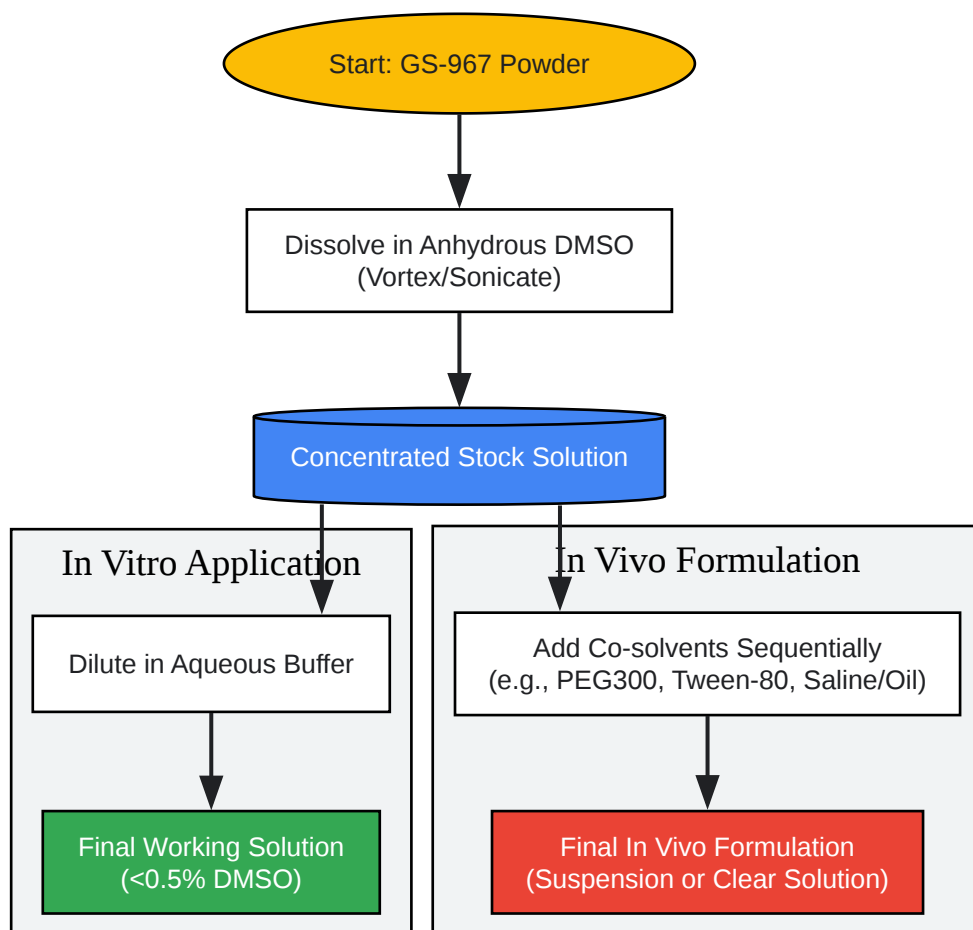 Start: GS-967 Powder
Dissolve in Anhydrous DMSO
(Vortex/Sonicate)
Concentrated Stock Solution
In Vitro Application
Dilute in Aqueous Buffer
Final Working Solution
(<0.5% DMSO)
In Vivo Formulation
Add Co-solvents Sequentially
(e.g., PEG300, Tween-80, Saline/Oil)
Final In Vivo Formulation
(Suspension or Clear Solution)